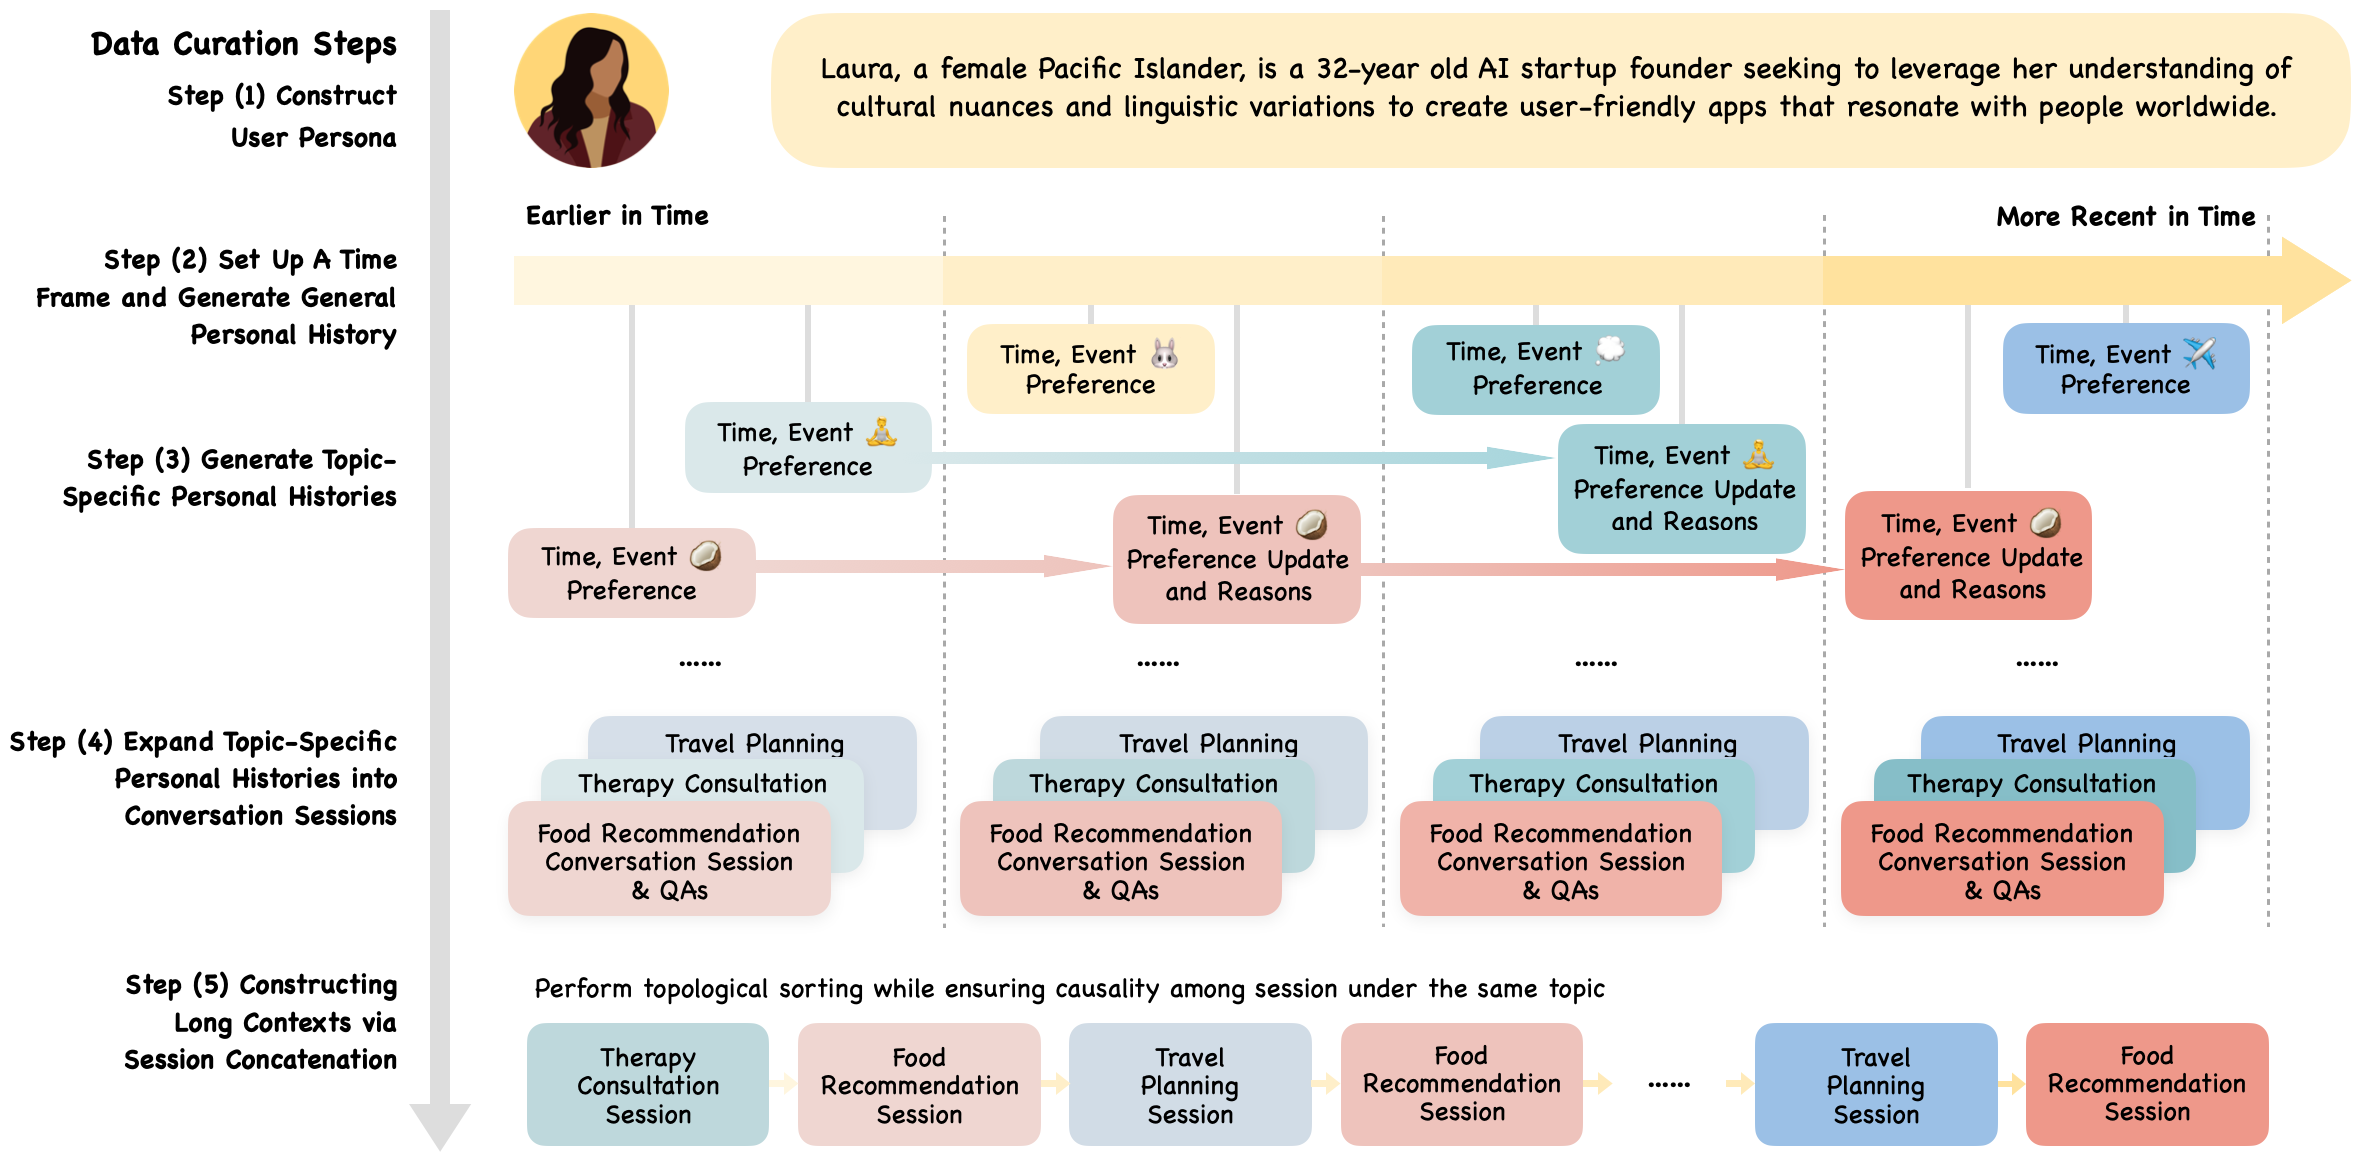 Data Curation Steps
Step (1) Construct
User Persona
Laura, a female Pacific Islander, is a 32-year old AI startup founder seeking to leverage her understanding of
cultural nuances and linguistic variations to create user-friendly apps that resonate with people worldwide.
Earlier in Time
More Recent in Time
Step (2) Set Up A Time
Frame and Generate General
Personal History
Time, Event
Preference
Time, Event
Preference
Time, Event
Preference
Step (3) Generate Topic-
Specific Personal Histories
Time, Event
Preference
Time, Event
Preference Update
and Reasons
Time, Event
Preference
Time, Event
Preference Update
and Reasons
Time, Event
Preference Update
and Reasons
......
......
......
......
Step (4) Expand Topic-Specific
Personal Histories into
Conversation Sessions
Travel Planning
Therapy Consultation
Food Recommendation
Conversation Session
& QAs
Travel Planning
Therapy Consultation
Food Recommendation
Conversation Session
& QAs
Travel Planning
Therapy Consultation
Food Recommendation
Conversation Session
& QAs
Travel Planning
Therapy Consultation
Food Recommendation
Conversation Session
& QAs
Step (5) Constructing
Long Contexts via
Session Concatenation
Perform topological sorting while ensuring causality among session under the same topic
Therapy
Consultation
Session
Food
Recommendation
Session
Travel
Planning
Session
Food
Recommendation
Session
......
Travel
Planning
Session
Food
Recommendation
Session